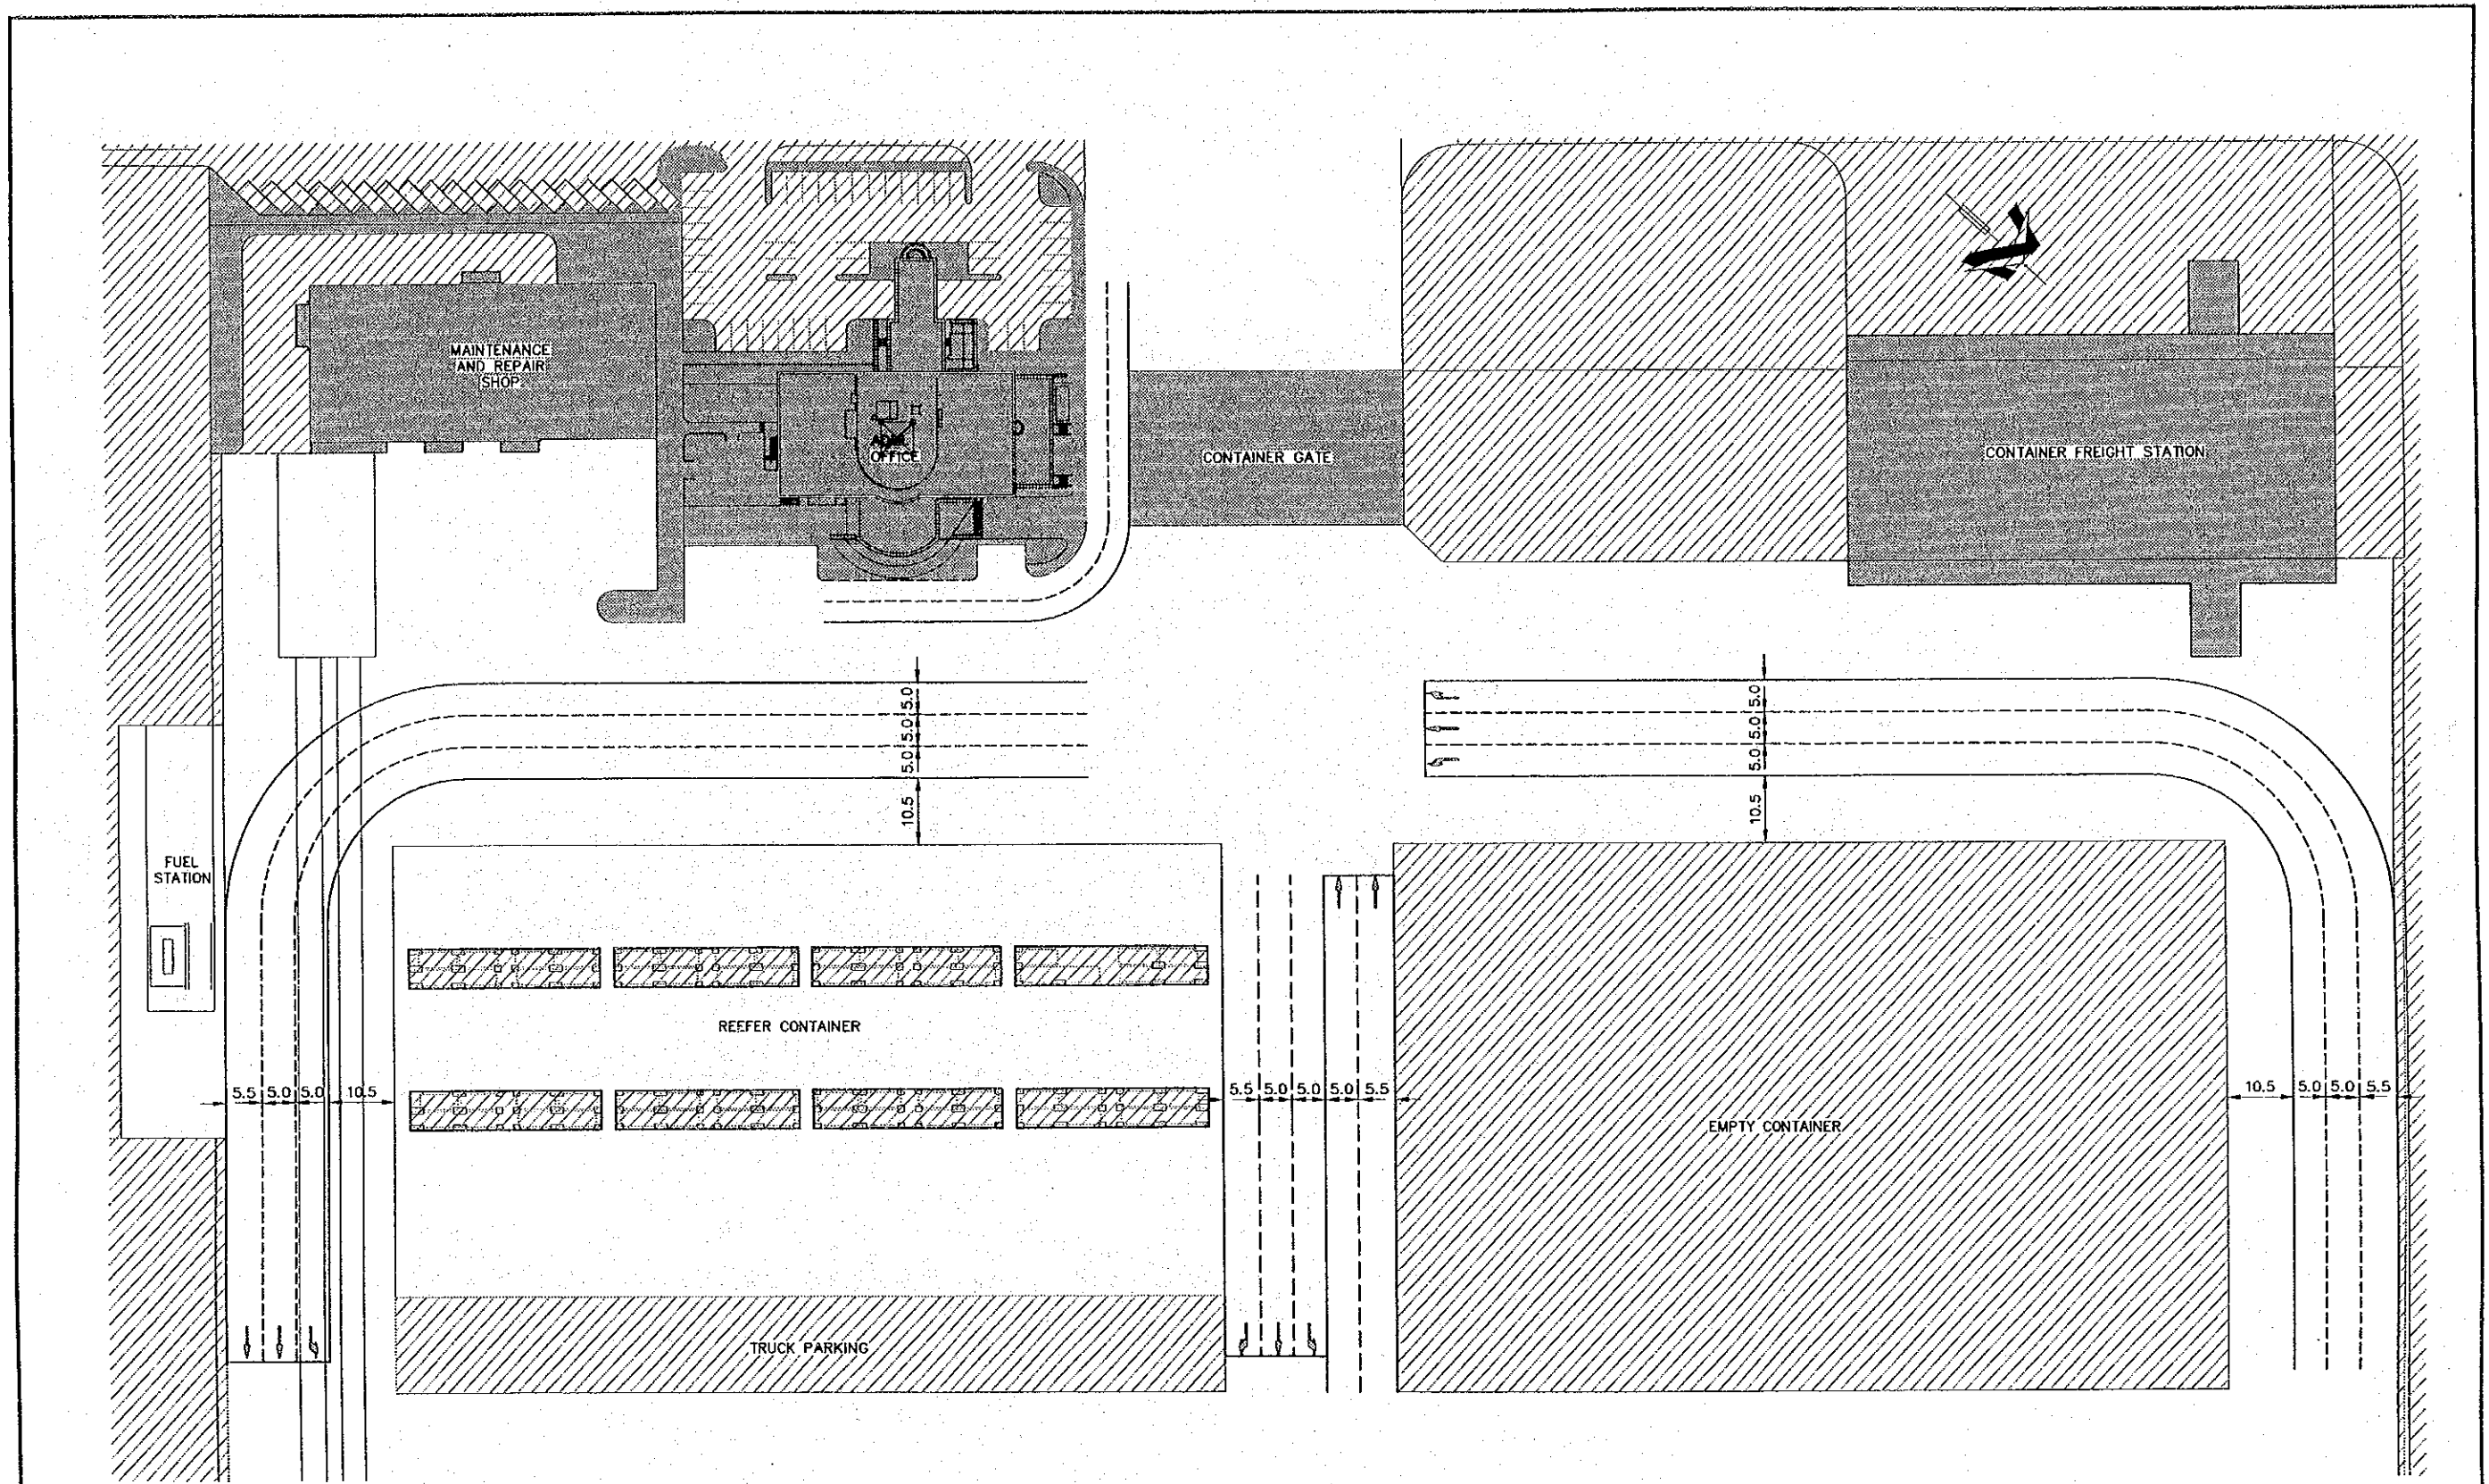 MAINTENANCE
AND REPAIR
SHOP
OFFICE
CONTAINER GATE
CONTAINER FREIGHT STATION
5.0
5.0
5.0
10.5
5.0
5.0
5.0
10.5
FUEL
STATION
REEFER CONTAINER
5.5 5.0 5.0 10.5
5.5 5.0 5.0 5.0 5.5
10.5 5.0 5.0 5.5
EMPTY CONTAINER
TRUCK PARKING